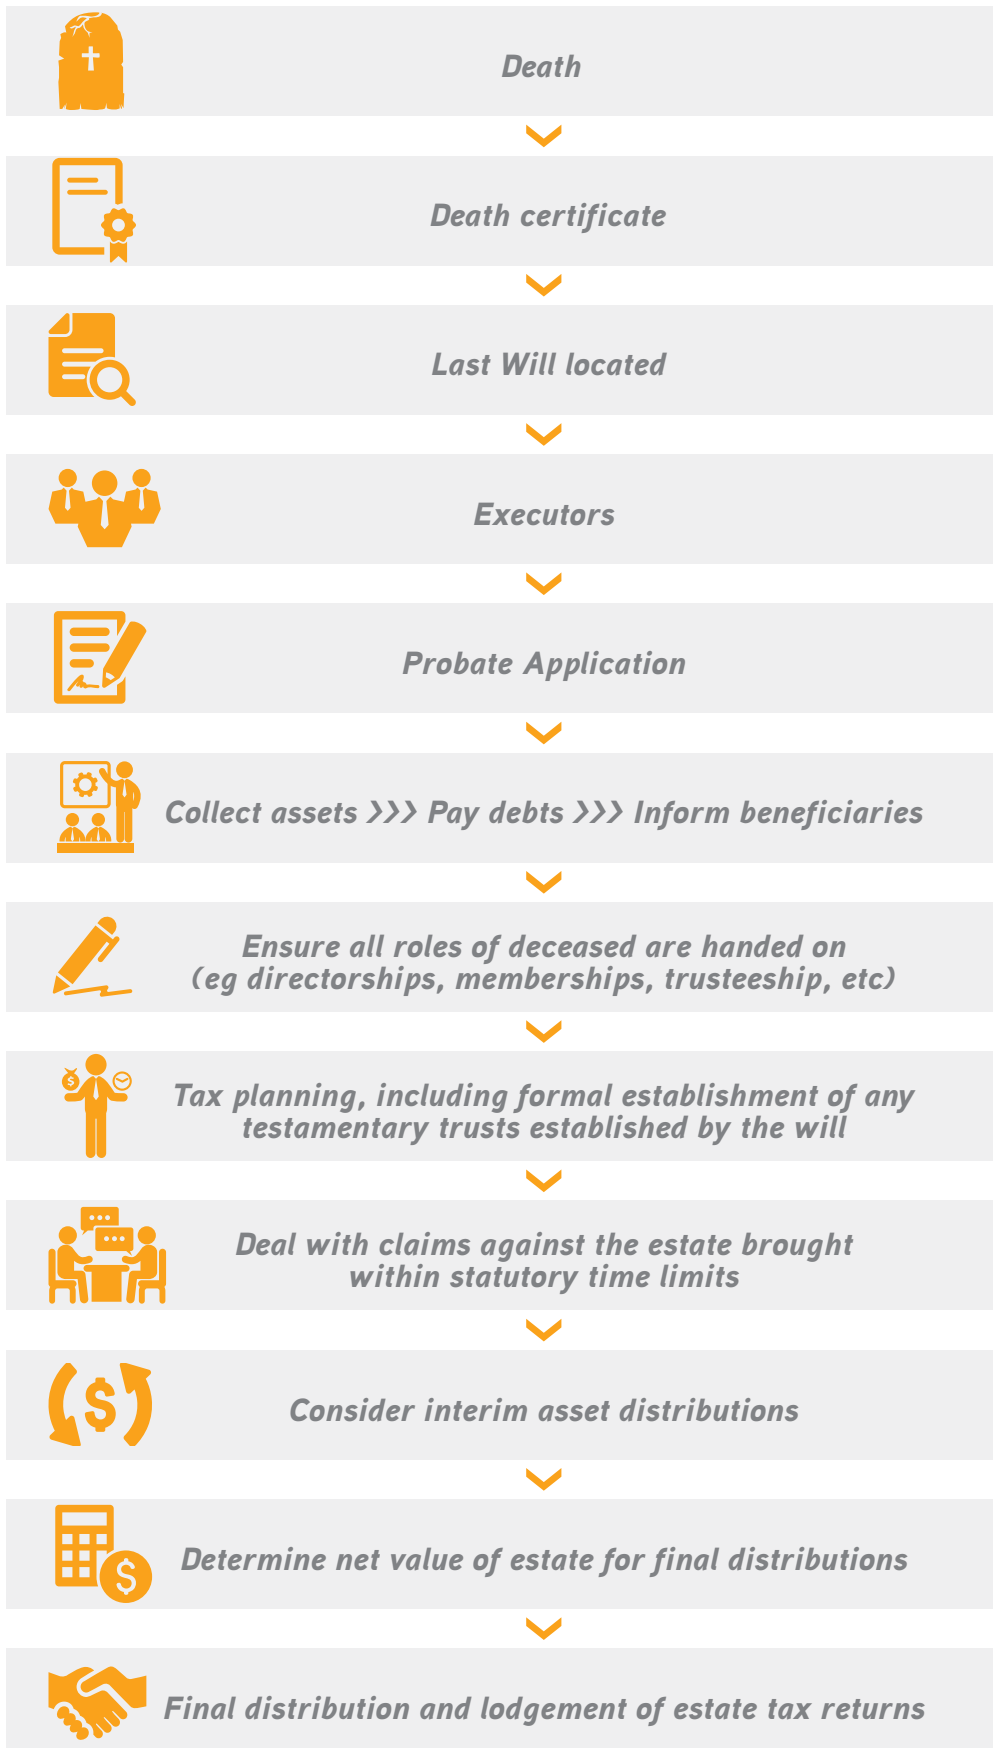 Death
Death certificate
Last Will located
Executors
Probate Application
Collect assets >>> Pay debts >>> Inform beneficiaries
Ensure all roles of deceased are handed on
(eg directorships, memberships, trusteeship, etc)
Tax planning, including formal establishment of any
testamentary trusts established by the will
Deal with claims against the estate brought
within statutory time limits
$
Consider interim asset distributions
$
Determine net value of estate for final distributions
$
Final distribution and lodgement of estate tax returns